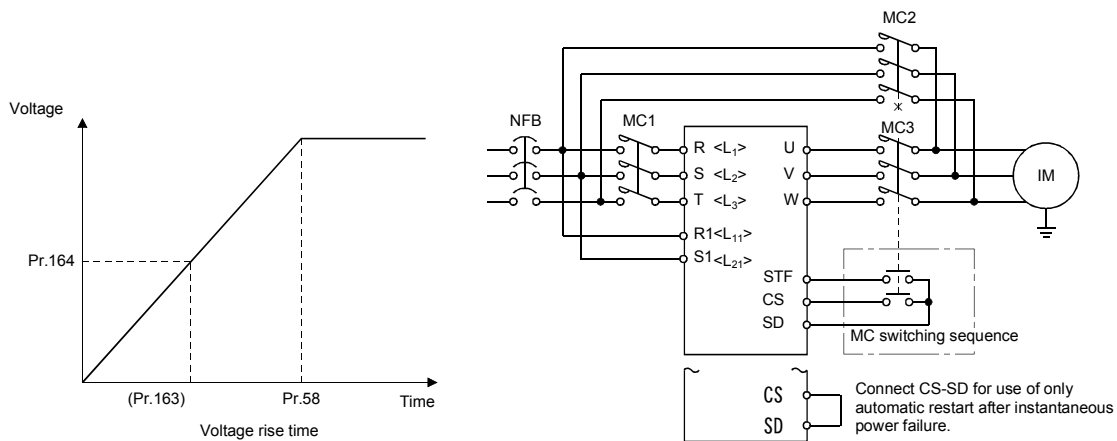 Voltage
Pr.164
(Pr.163)
Pr.58
Time
Voltage rise time
MC2
NFB
MC1
MC3
R <L1>
S <L2>
T <L3>
R1<L11>
S1<L21>
U
V
W
IM
STF
CS
SD
MC switching sequence
CS
SD
Connect CS-SD for use of only
automatic restart after instantaneous
power failure.